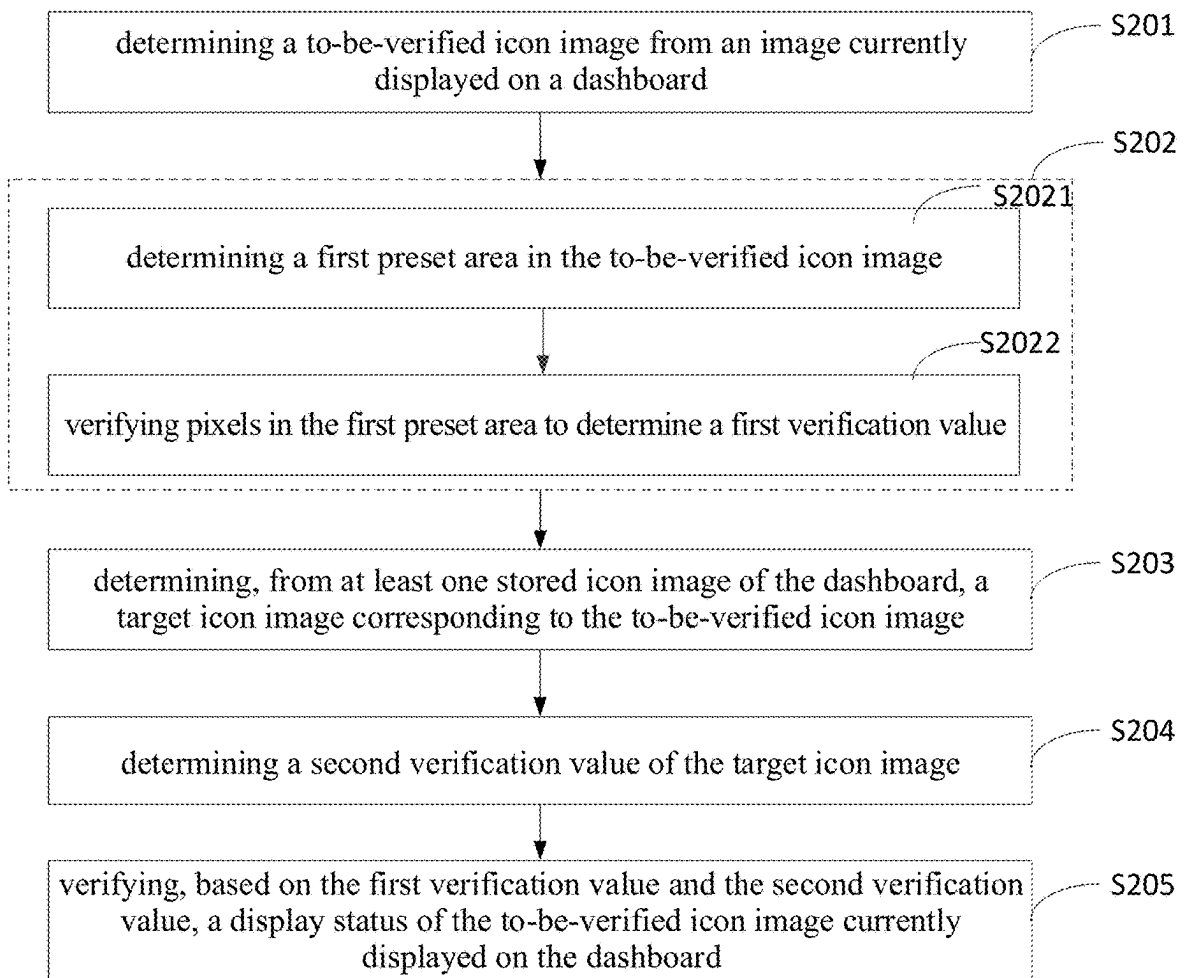 S201
determining a to-be-verified icon image from an image currently
displayed on a dashboard
S202
S2021
determining a first preset area in the to-be-verified icon image
S2022
verifying pixels in the first preset area to determine a first verification value
S203
determining, from at least one stored icon image of the dashboard, a
target icon image corresponding to the to-be-verified icon image
S204
determining a second verification value of the target icon image
S205
verifying, based on the first verification value and the second verification
value, a display status of the to-be-verified icon image currently
displayed on the dashboard